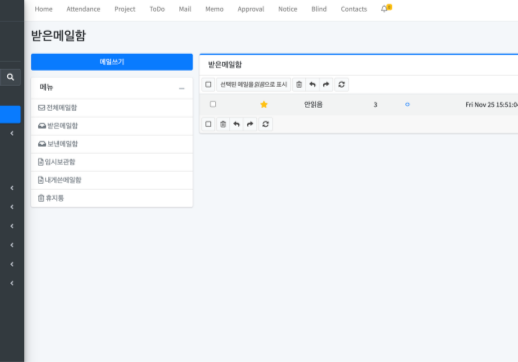 Home Attendance Project ToDo Mail Memo Approval Notice Blind Contacts
받은메일함
메일쓰기
메뉴
전체메일함
받은메일함
보낸메일함
임시보관함
내게쓴메일함
휴지통
받은메일함
선택된 메일을 읽음으로 표시
안읽음 3 Fri Nov 25 15:51:04